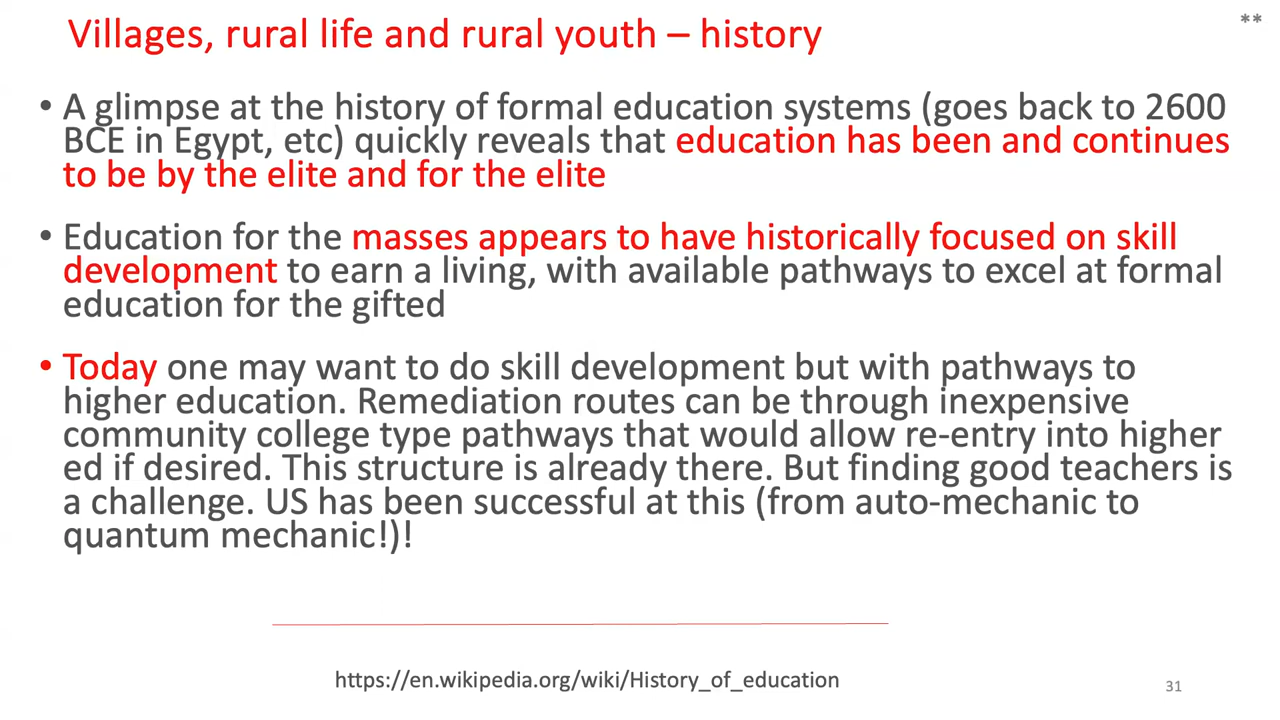 Villages, rural life and rural youth – history
**
• A glimpse at the history of formal education systems (goes back to 2600
BCE in Egypt, etc) quickly reveals that education has been and continues
to be by the elite and for the elite
• Education for the masses appears to have historically focused on skill
development to earn a living, with available pathways to excel at formal
education for the gifted
• Today one may want to do skill development but with pathways to
higher education. Remediation routes can be through inexpensive
community college type pathways that would allow re-entry into higher
ed if desired. This structure is already there. But finding good teachers is
a challenge. US has been successful at this (from auto-mechanic to
quantum mechanic!)!
https://en.wikipedia.org/wiki/History_of_education
31